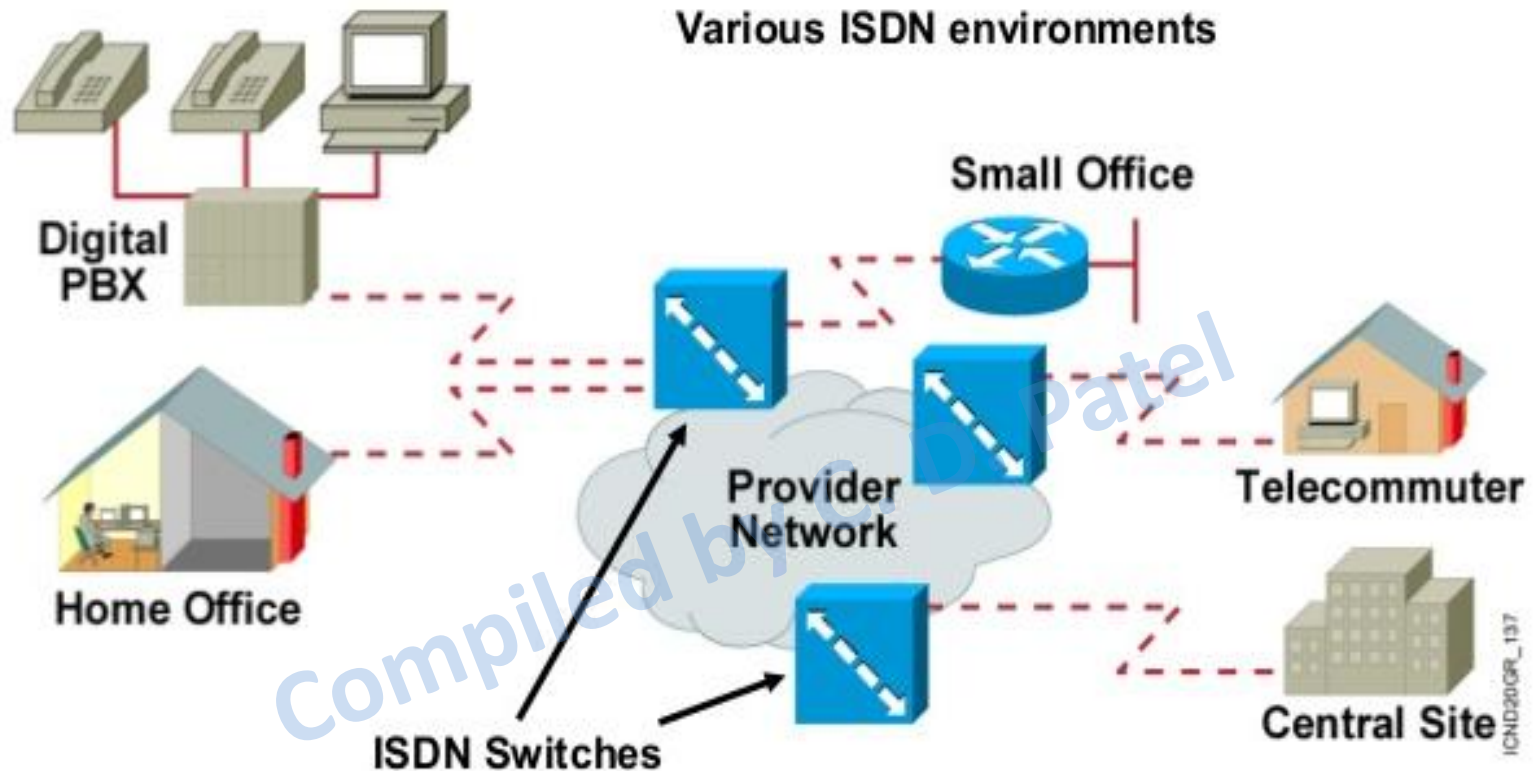 Various ISDN environments
Small Office
Digital
PBX
Provider
Network
Telecommuter
Home Office
Central Site
ISDN Switches
Compiled by C. D. Patel
ICND20GR_137